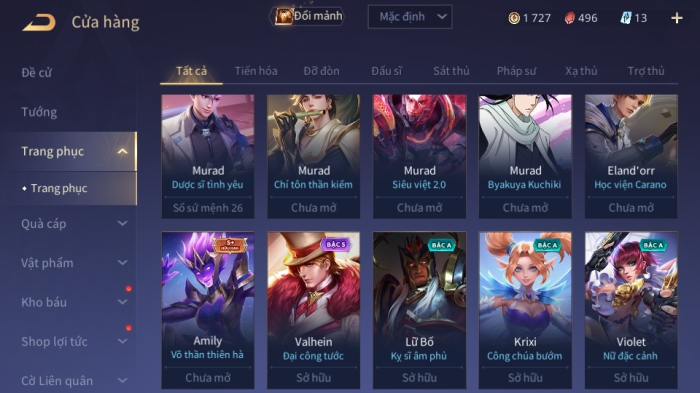 Cửa hàng
Đổi mảnh
Mặc định
1 727
496
13
Đề cử
Tướng
Trang phục
Trang phục
Quà cáp
Vật phẩm
Kho báu
Shop lợi tức
Cờ Liên quân
Tất cả Tiến hóa Đỡ đòn Đấu sĩ Sát thủ Pháp sư Xạ thủ Trợ thủ
Murad
Dược sĩ tình yêu
Sổ sứ mệnh 26
Murad
Chí tôn thần kiếm
Chưa mở
Murad
Siêu việt 2.0
Chưa mở
Murad
Byakuya Kuchiki
Chưa mở
Eland'orr
Học viện Carano
Chưa mở
S+
HỮU HẠN
Amily
Võ thần thiên hà
Chưa mở
BẬC S
Valhein
Đại công tước
Sở hữu
BẬC A
Lữ Bố
Kỵ sĩ âm phủ
Sở hữu
BẬC A
Krixi
Công chúa bướm
Sở hữu
BẬC A
Violet
Nữ đặc cảnh
Sở hữu